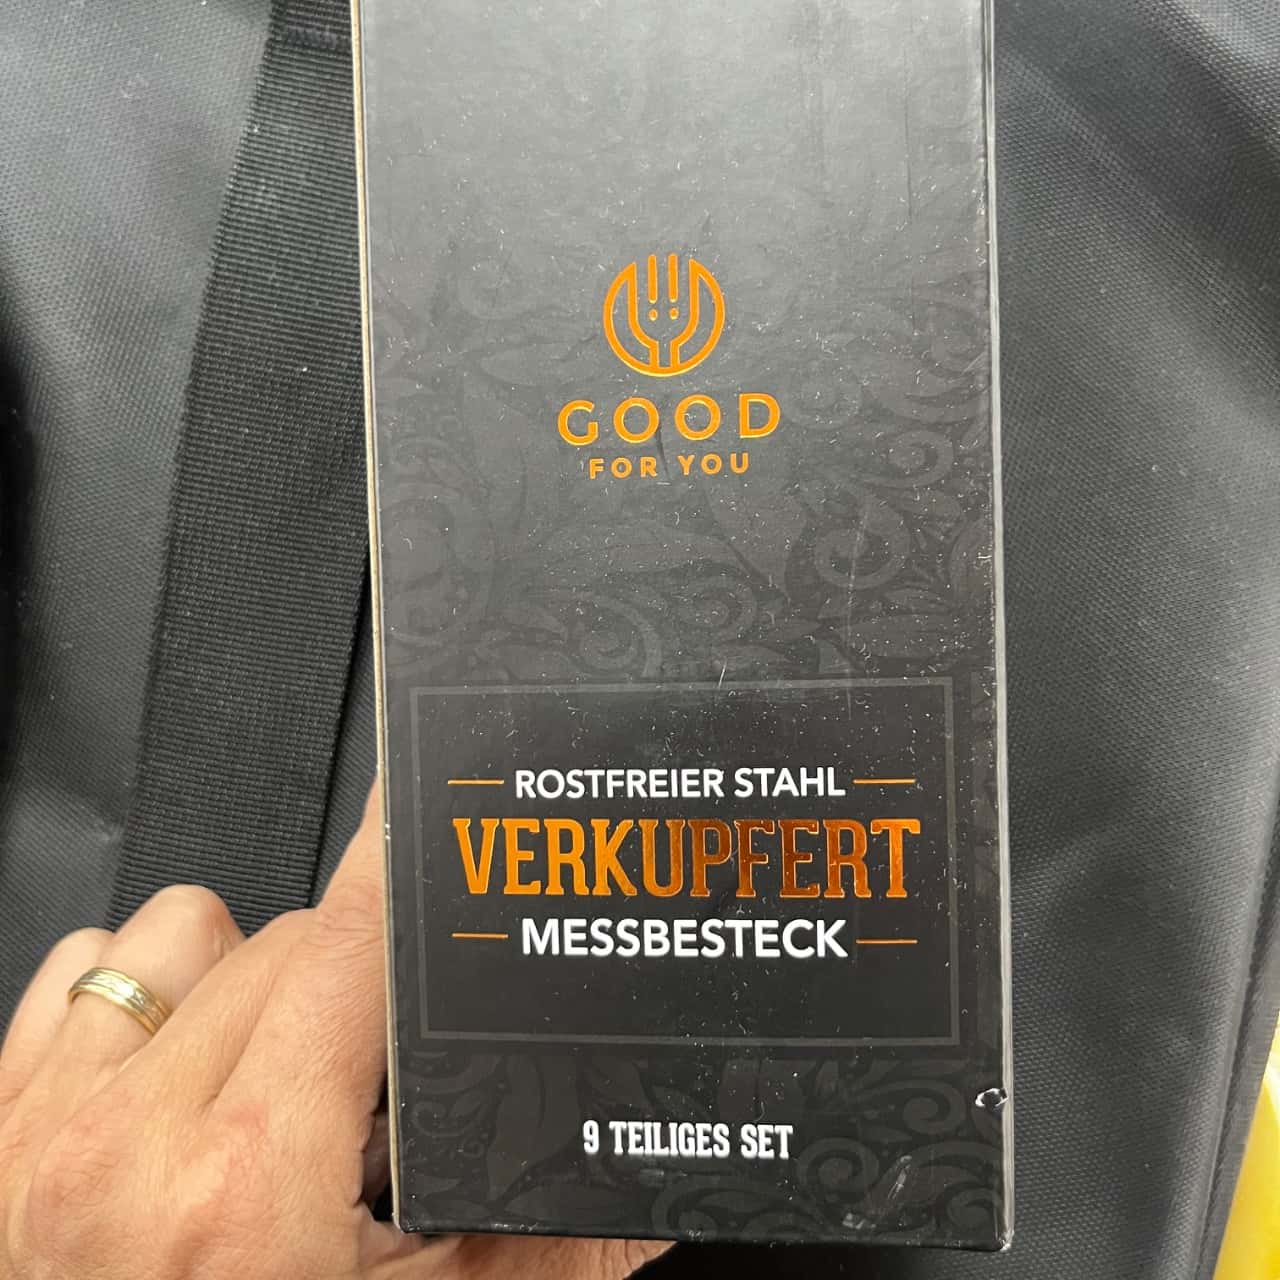 GOOD
FOR YOU
ROSTFREIER STAHL
VERKUPFERT
MESSBESTECK
9 TEILIGES SET